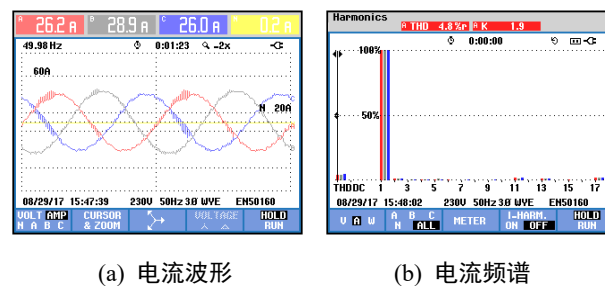 A 26.2 A B 28.9 A C 26.0 A N 0.2 A
49.98 Hz 0:01:23 -2x
60A
N 20A
08/29/17 15:47:39 230V 50Hz 3Ø WYE EN50160
VOLT AMP CURSOR VOLTAGE HOLD
N A B C & ZOOM RUN
(a) 电流波形
Harmonics
A THD 4.8%r A K 1.9
0:00:00
100%
50%
THDDC 1 3 5 7 9 11 13 15 17
08/29/17 15:48:02 230V 50Hz 3Ø WYE EN50160
V A W A B C METER I-HARM. HOLD
N ALL ON OFF RUN
(b) 电流频谱